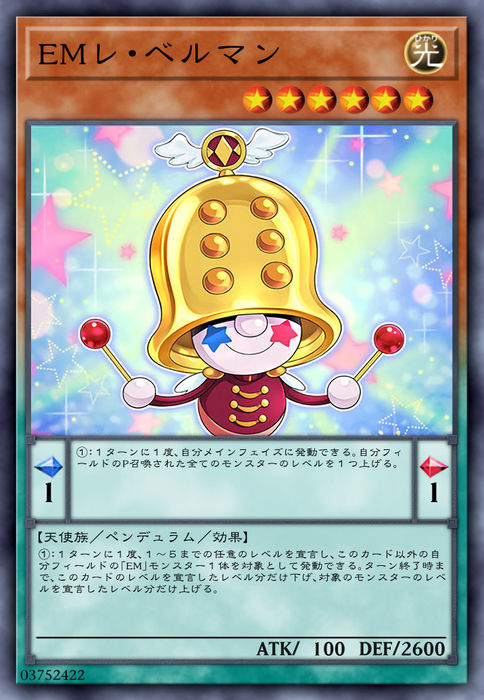 EMレ・ベルマン
ひかり
光
①：１ターンに１度、自分メインフェイズに発動できる。自分フィ
ールドのP召喚された全てのモンスターのレベルを１つ上げる。
1
1
【天使族／ペンデュラム／効果】
①：１ターンに１度、１～５までの任意のレベルを宣言し、このカード以外の自
分フィールドの「EM」モンスター１体を対象として発動できる。ターン終了時ま
で、このカードのレベルを宣言したレベル分だけ下げ、対象のモンスターのレベ
ルを宣言したレベル分だけ上げる。
ATK/ 100 DEF/2600
03752422